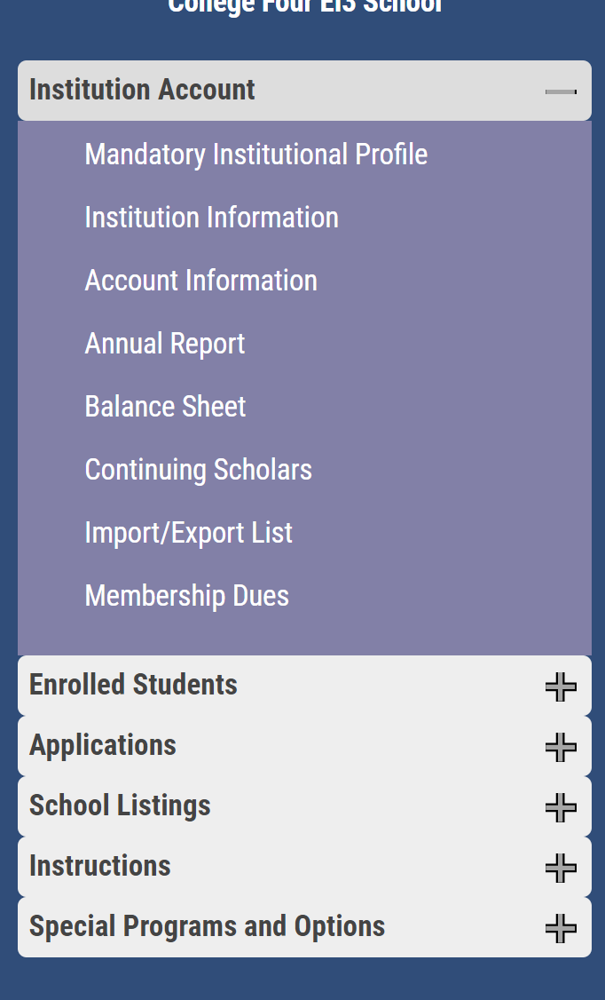 College Four EI3 School
Institution Account
Mandatory Institutional Profile
Institution Information
Account Information
Annual Report
Balance Sheet
Continuing Scholars
Import/Export List
Membership Dues
Enrolled Students
Applications
School Listings
Instructions
Special Programs and Options